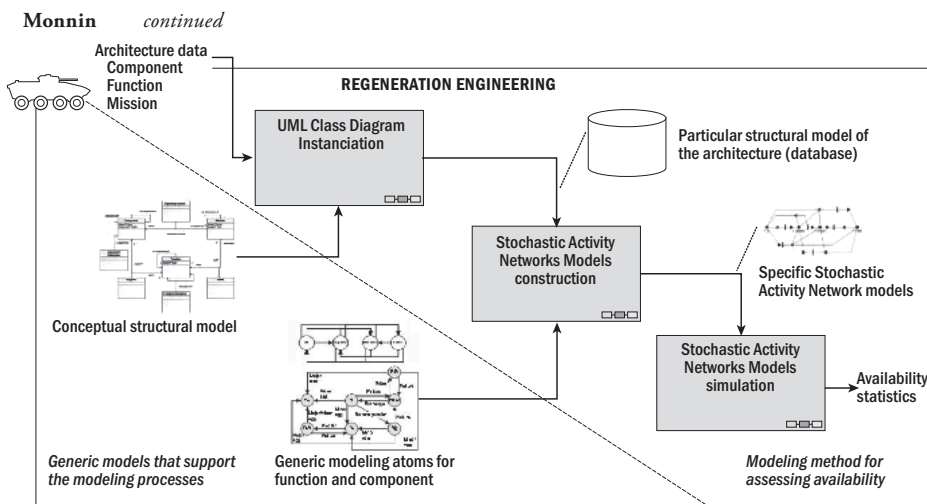 Monnin continued
Architecture data
Component
Function
Mission
REGENERATION ENGINEERING
UML Class Diagram
Instanciation
Particular structural model of
the architecture (database)
Stochastic Activity
Networks Models
construction
Specific Stochastic
Activity Network models
Conceptual structural model
Stochastic Activity
Networks Models
simulation
Availability
statistics
Generic models that support
the modeling processes
Generic modeling atoms for
function and component
Modeling method for
assessing availability